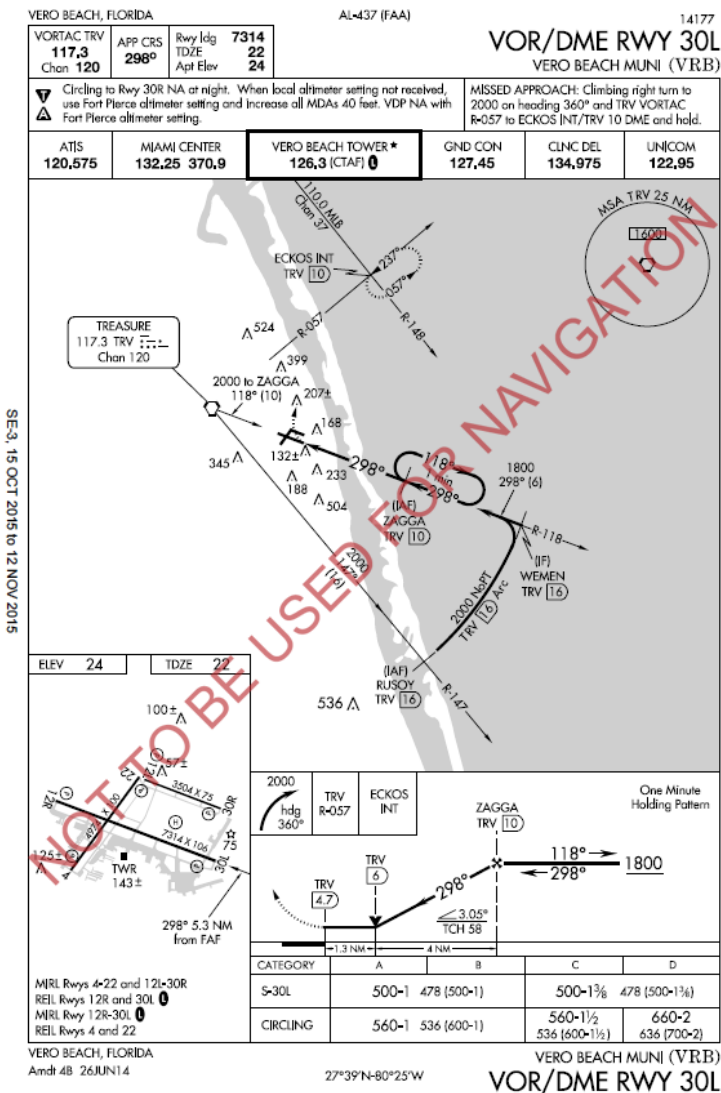 VERO BEACH, FLORIDA
AL-437 (FAA)
14177
VORTAC TRV
117.3
Chan 120
APP CRS
298°
Rwy ldg 7314
TDZE 22
Apt Elev 24
VOR/DME RWY 30L
VERO BEACH MUNI (VRB)
Circling to Rwy 30R NA at night. When local altimeter setting not received,
use Fort Pierce altimeter setting and increase all MDAs 40 feet. VDP NA with
Fort Pierce altimeter setting.
MISSED APPROACH: Climbing right turn to
2000 on heading 360° and TRV VORTAC
R-057 to ECKOS INT/TRV 10 DME and hold.
ATIS
120.575
MIAMI CENTER
132.25 370.9
VERO BEACH TOWER★
126.3 (CTAF) L
GND CON
127.45
CLNC DEL
134.975
UNICOM
122.95
110.0 MLB
Chan 37
MSA TRV 25 NM
1600
ECKOS INT
TRV 10
237°
057°
R-057
R-148
TREASURE
117.3 TRV
Chan 120
524
399
2000 to ZAGGA
118° (10)
207±
168
132±
345
233
188
504
298°
118°
1 min
298°
1800
298° (6)
(IAF)
ZAGGA
TRV 10
R-118
(IF)
WEMEN
TRV 16
2000
147°
(16)
2000 NoPT
TRV 16 Arc
(IAF)
RUSOY
TRV 16
R-147
536
NOT TO BE USED FOR NAVIGATION
SE-3, 15 OCT 2015 to 12 NOV 2015
ELEV 24
TDZE 22
100±
57±
12R
22
12L
3504 X 75
30R
4974 X 100
7314 X 106
75
30L
125±
4
TWR
143±
298° 5.3 NM
from FAF
MIRL Rwys 4-22 and 12L-30R
REIL Rwys 12R and 30L L
MIRL Rwy 12R-30L L
REIL Rwys 4 and 22
2000
hdg
360°
TRV
R-057
ECKOS
INT
ZAGGA
TRV 10
One Minute
Holding Pattern
118°
298°
1800
TRV
6
TRV
4.7
298°
3.05°
TCH 58
1.3 NM
4 NM
CATEGORY A B C D
S-30L 500-1 478 (500-1) 500-1⅜ 478 (500-1⅜)
CIRCLING 560-1 536 (600-1) 560-1½ 536 (600-1½) 660-2 636 (700-2)
VERO BEACH, FLORIDA
Amdt 4B 26JUN14
27°39'N-80°25'W
VERO BEACH MUNI (VRB)
VOR/DME RWY 30L